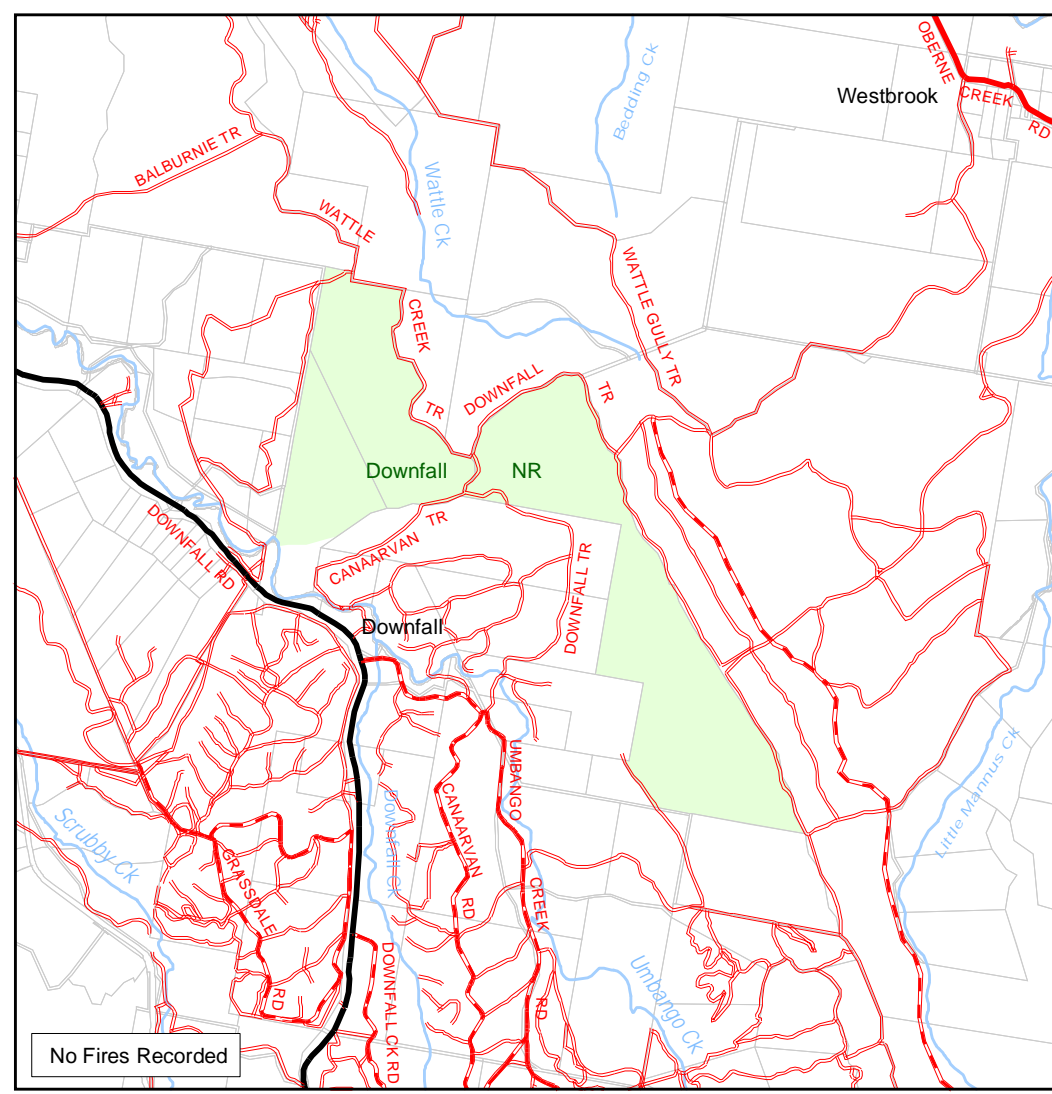 OBERNE
CREEK
RD
Westbrook
Bedding Ck
BALBURNIE TR
Wattle Ck
WATTLE
WATTLE GULLY TR
CREEK
TR
DOWNFALL
TR
Downfall NR
CANAARVAN TR
DOWNFALL RD
DOWNFALL TR
Downfall
UMBANGO
CANAARVAN
Downfall Ck
Little Mannus Ck
Scrubby Ck
GRASSDALE
RD
CREEK
RD
RD
DOWNFALL CK RD
Umbango Ck
No Fires Recorded